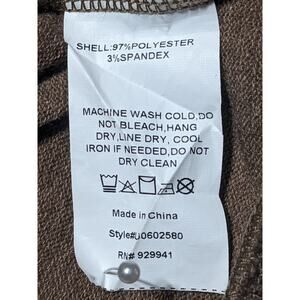 SHELL:97%POLYESTER
3%SPANDEX
MACHINE WASH COLD,DO
NOT BLEACH,HANG
DRY,LINE DRY, COOL
IRON IF NEEDED,DO NOT
DRY CLEAN
Made in China
Style#J0602580
RN# 929941